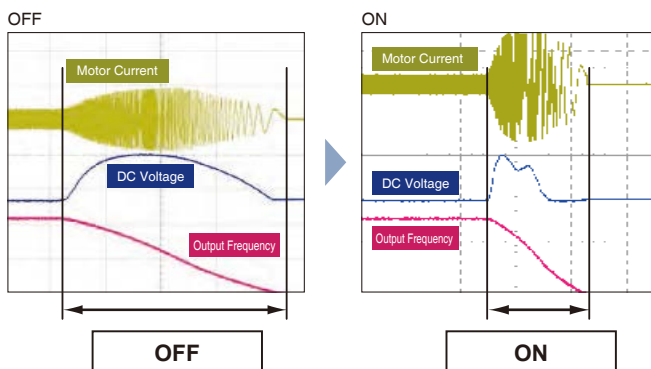 OFF
Motor Current
DC Voltage
Output Frequency
OFF
ON
Motor Current
DC Voltage
Output Frequency
ON